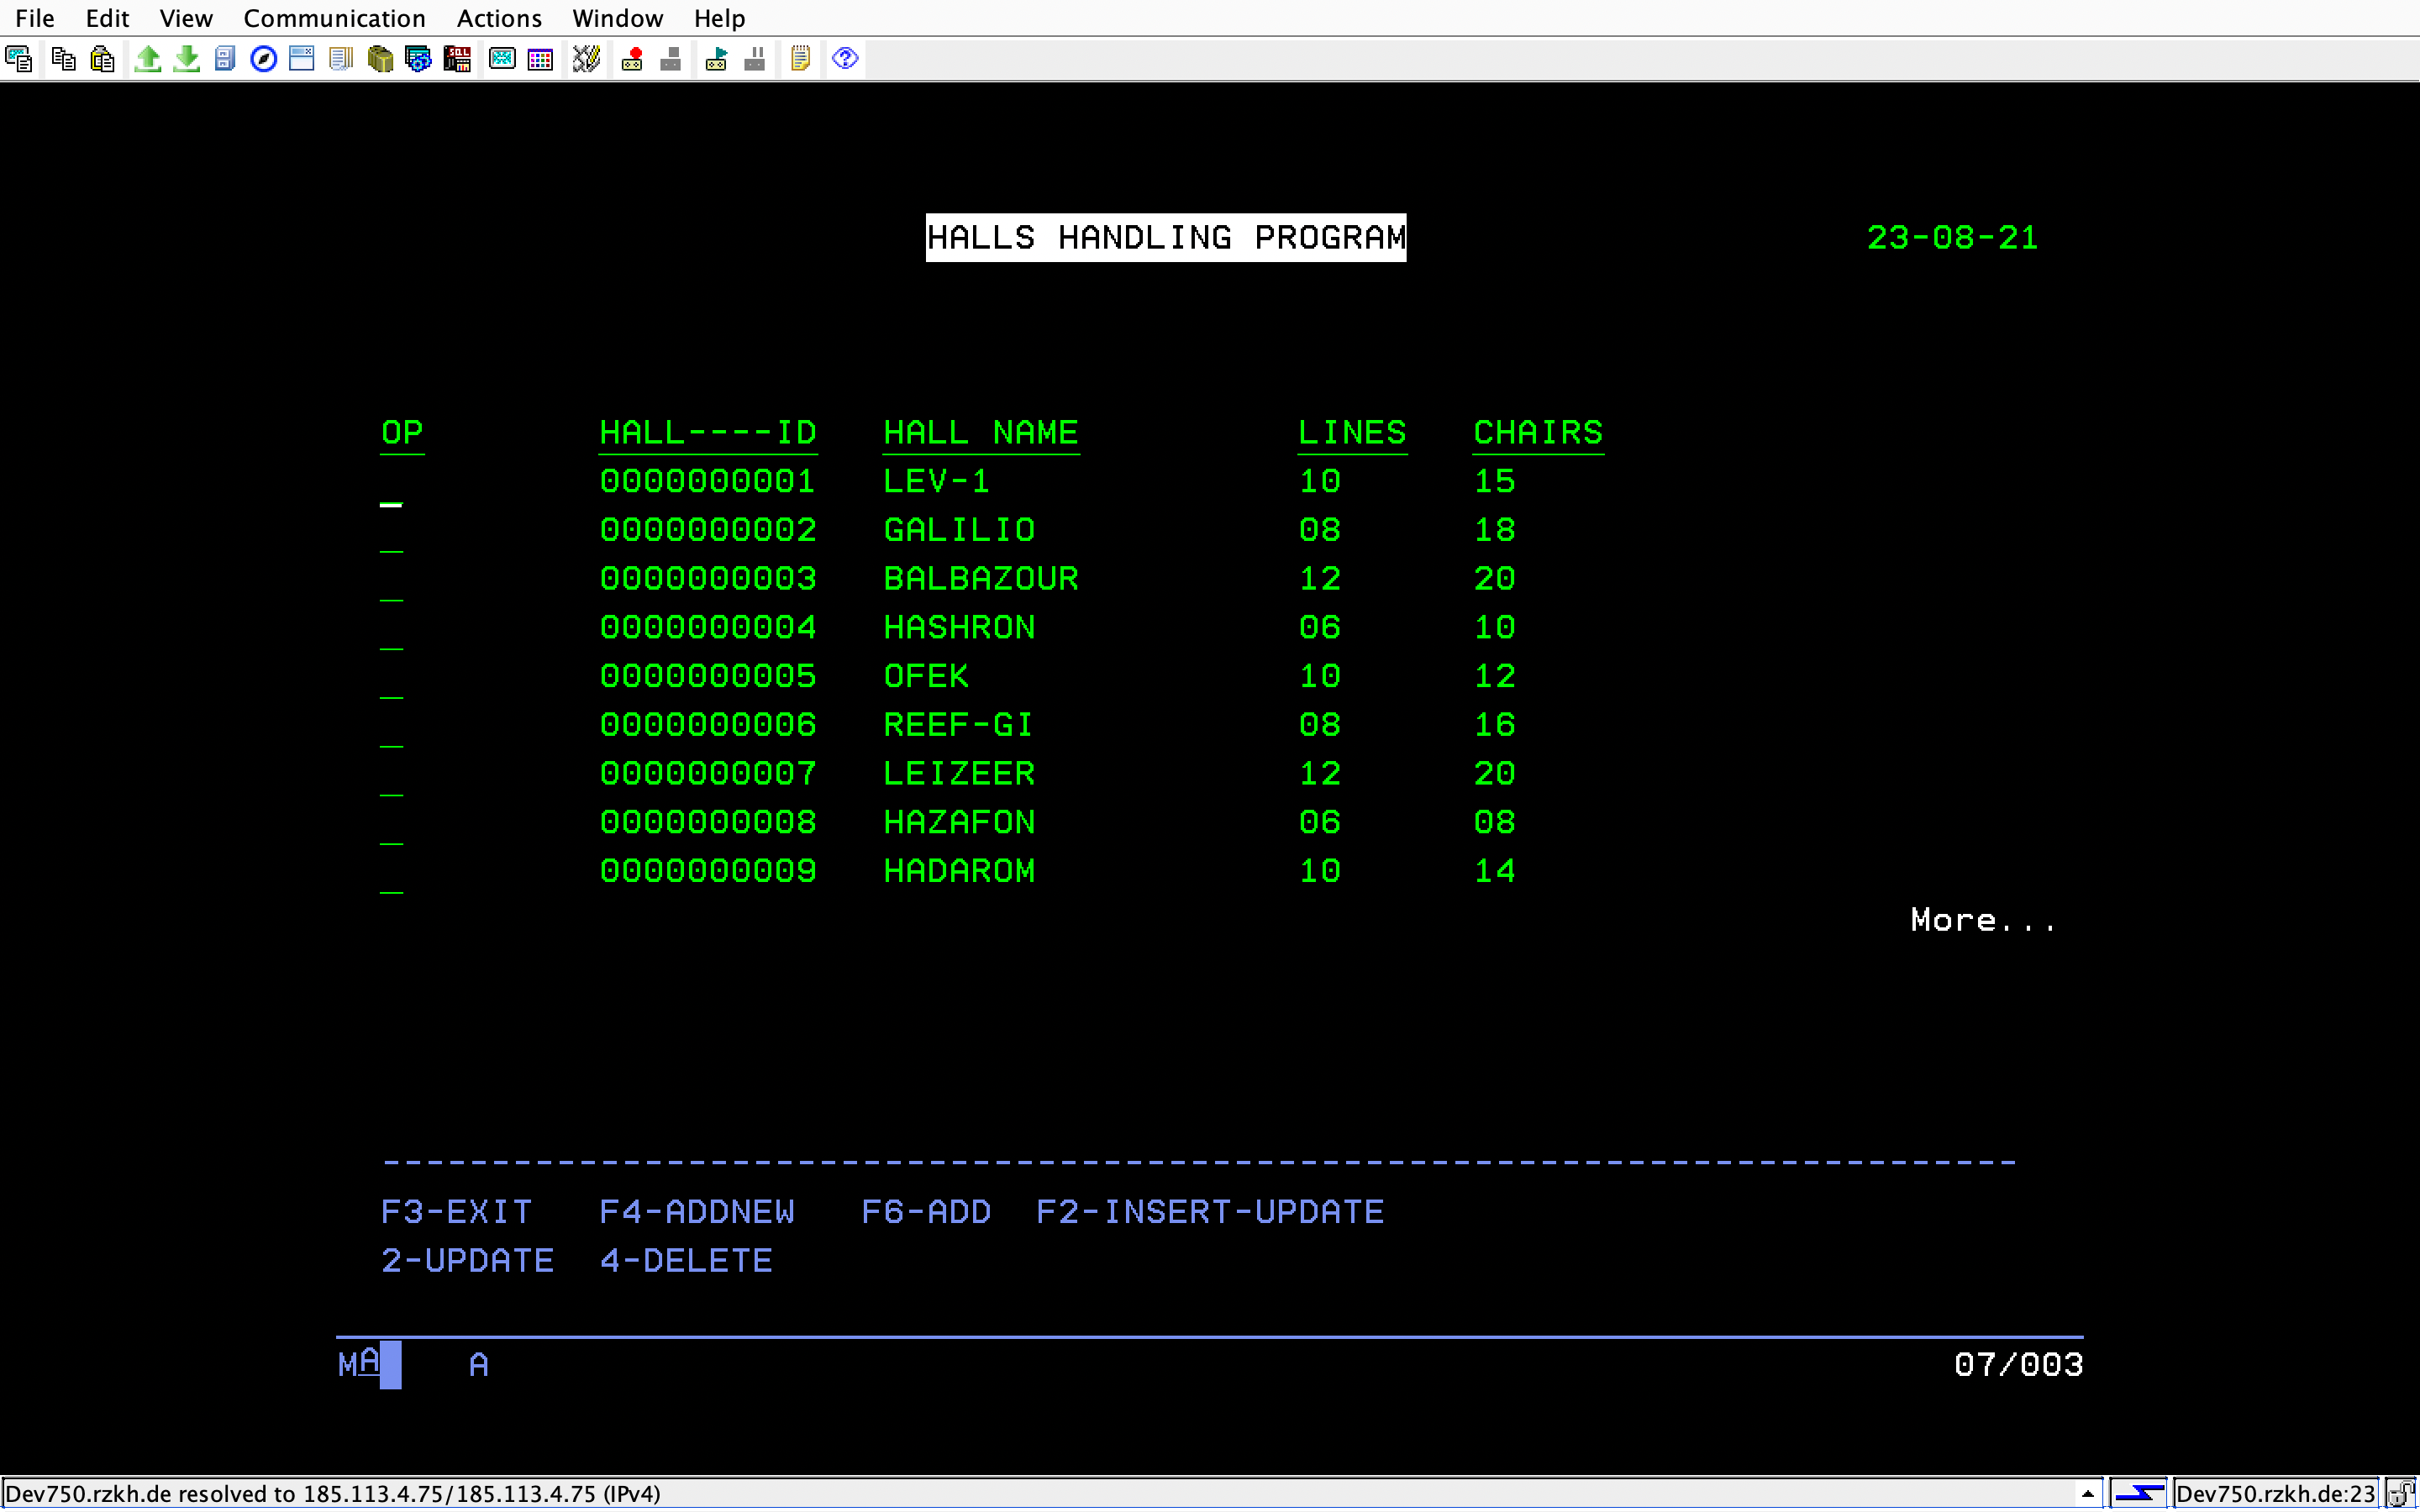 File Edit View Communication Actions Window Help
HALLS HANDLING PROGRAM 23-08-21
OP HALL----ID HALL NAME LINES CHAIRS
_ 0000000001 LEV-1 10 15
_ 0000000002 GALILIO 08 18
_ 0000000003 BALBAZOUR 12 20
_ 0000000004 HASHRON 06 10
_ 0000000005 OFEK 10 12
_ 0000000006 REEF-GI 08 16
_ 0000000007 LEIZEER 12 20
_ 0000000008 HAZAFON 06 08
_ 0000000009 HADAROM 10 14
More...
---------------------------------------------------------------------------
F3-EXIT F4-ADDNEW F6-ADD F2-INSERT-UPDATE
2-UPDATE 4-DELETE
MA A 07/003
Dev750.rzkh.de resolved to 185.113.4.75/185.113.4.75 (IPv4) Dev750.rzkh.de:23